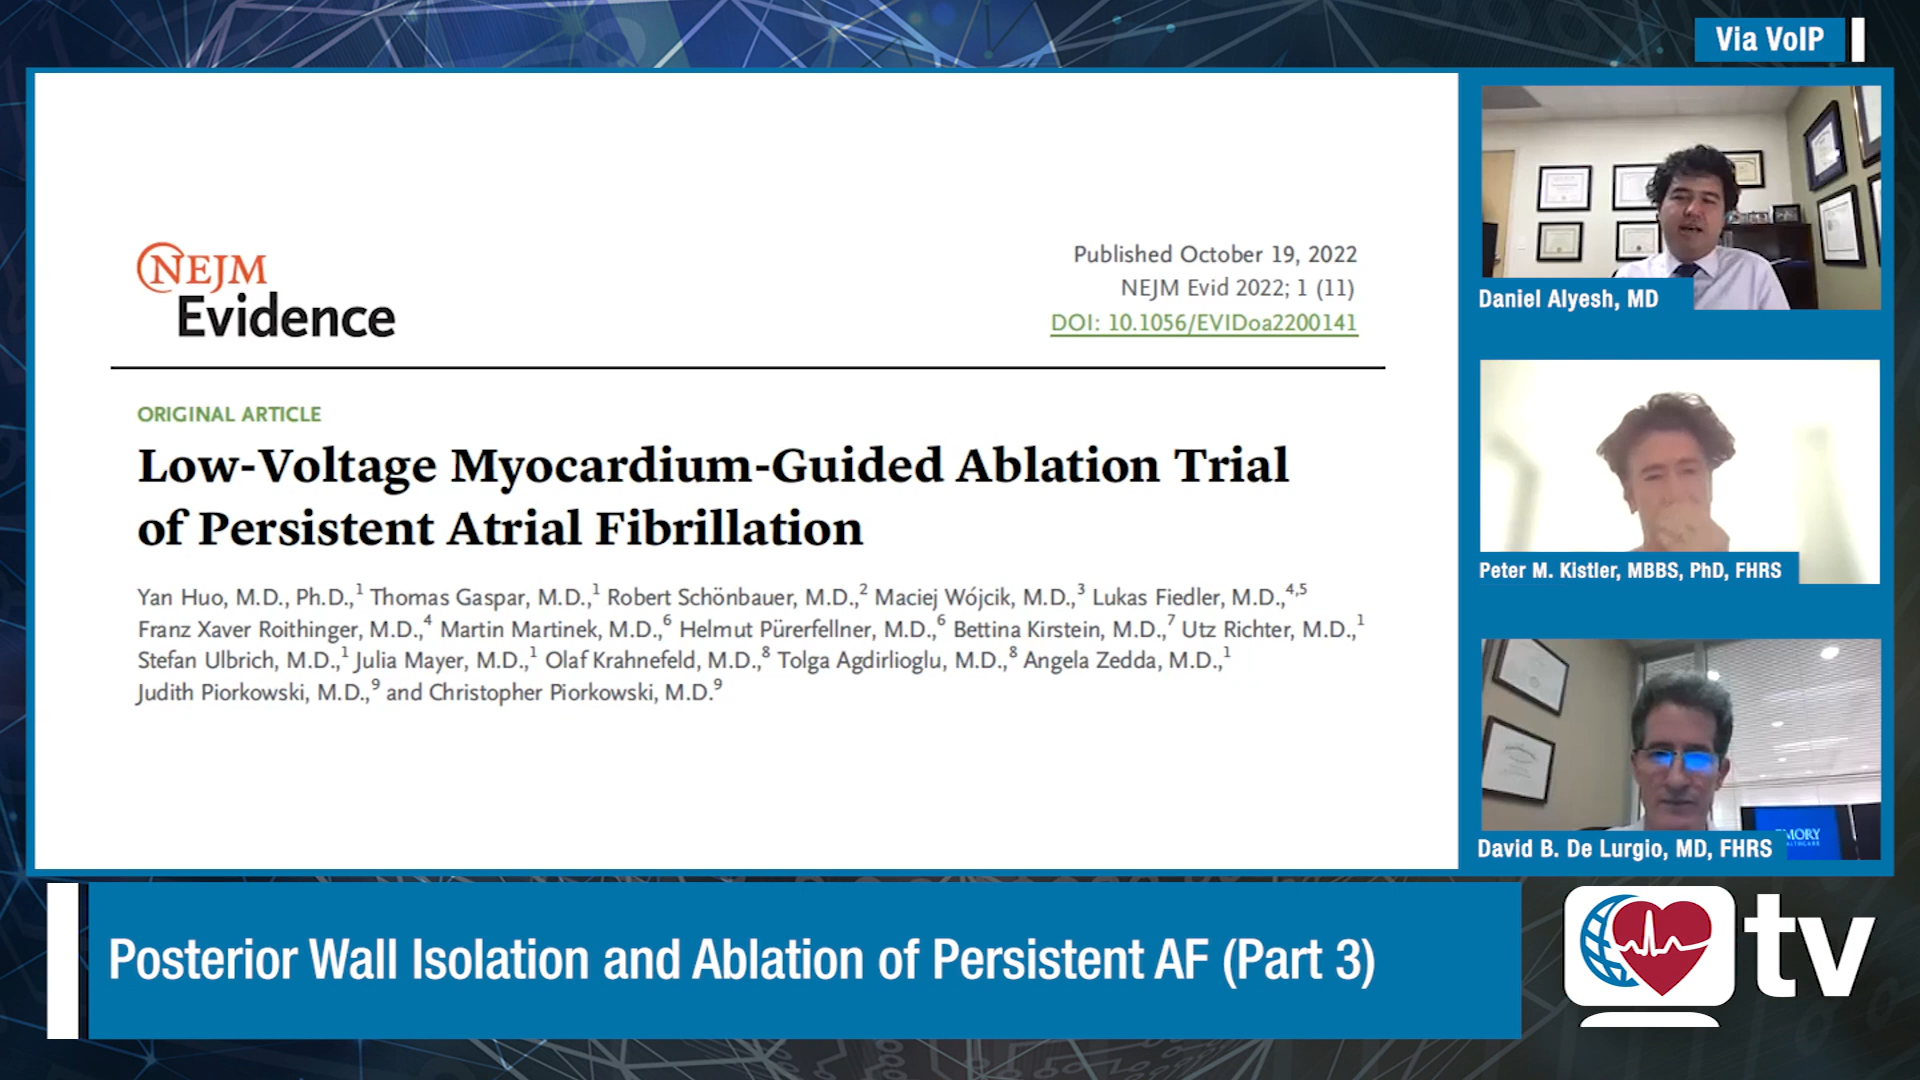 Via VoIP
NEJM
Evidence
Published October 19, 2022
NEJM Evid 2022; 1 (11)
DOI: 10.1056/EVIDoa2200141
ORIGINAL ARTICLE
Low-Voltage Myocardium-Guided Ablation Trial
of Persistent Atrial Fibrillation
Yan Huo, M.D., Ph.D.,¹ Thomas Gaspar, M.D.,¹ Robert Schönbauer, M.D.,² Maciej Wójcik, M.D.,³ Lukas Fiedler, M.D.,⁴,⁵
Franz Xaver Roithinger, M.D.,⁴ Martin Martinek, M.D.,⁶ Helmut Pürerfellner, M.D.,⁶ Bettina Kirstein, M.D.,⁷ Utz Richter, M.D.,¹
Stefan Ulbrich, M.D.,¹ Julia Mayer, M.D.,¹ Olaf Krahnefeld, M.D.,⁸ Tolga Agdirlioglu, M.D.,⁸ Angela Zedda, M.D.,¹
Judith Piorkowski, M.D.,⁹ and Christopher Piorkowski, M.D.⁹
Daniel Alyesh, MD
Peter M. Kistler, MBBS, PhD, FHRS
David B. De Lurgio, MD, FHRS
Posterior Wall Isolation and Ablation of Persistent AF (Part 3)
tv